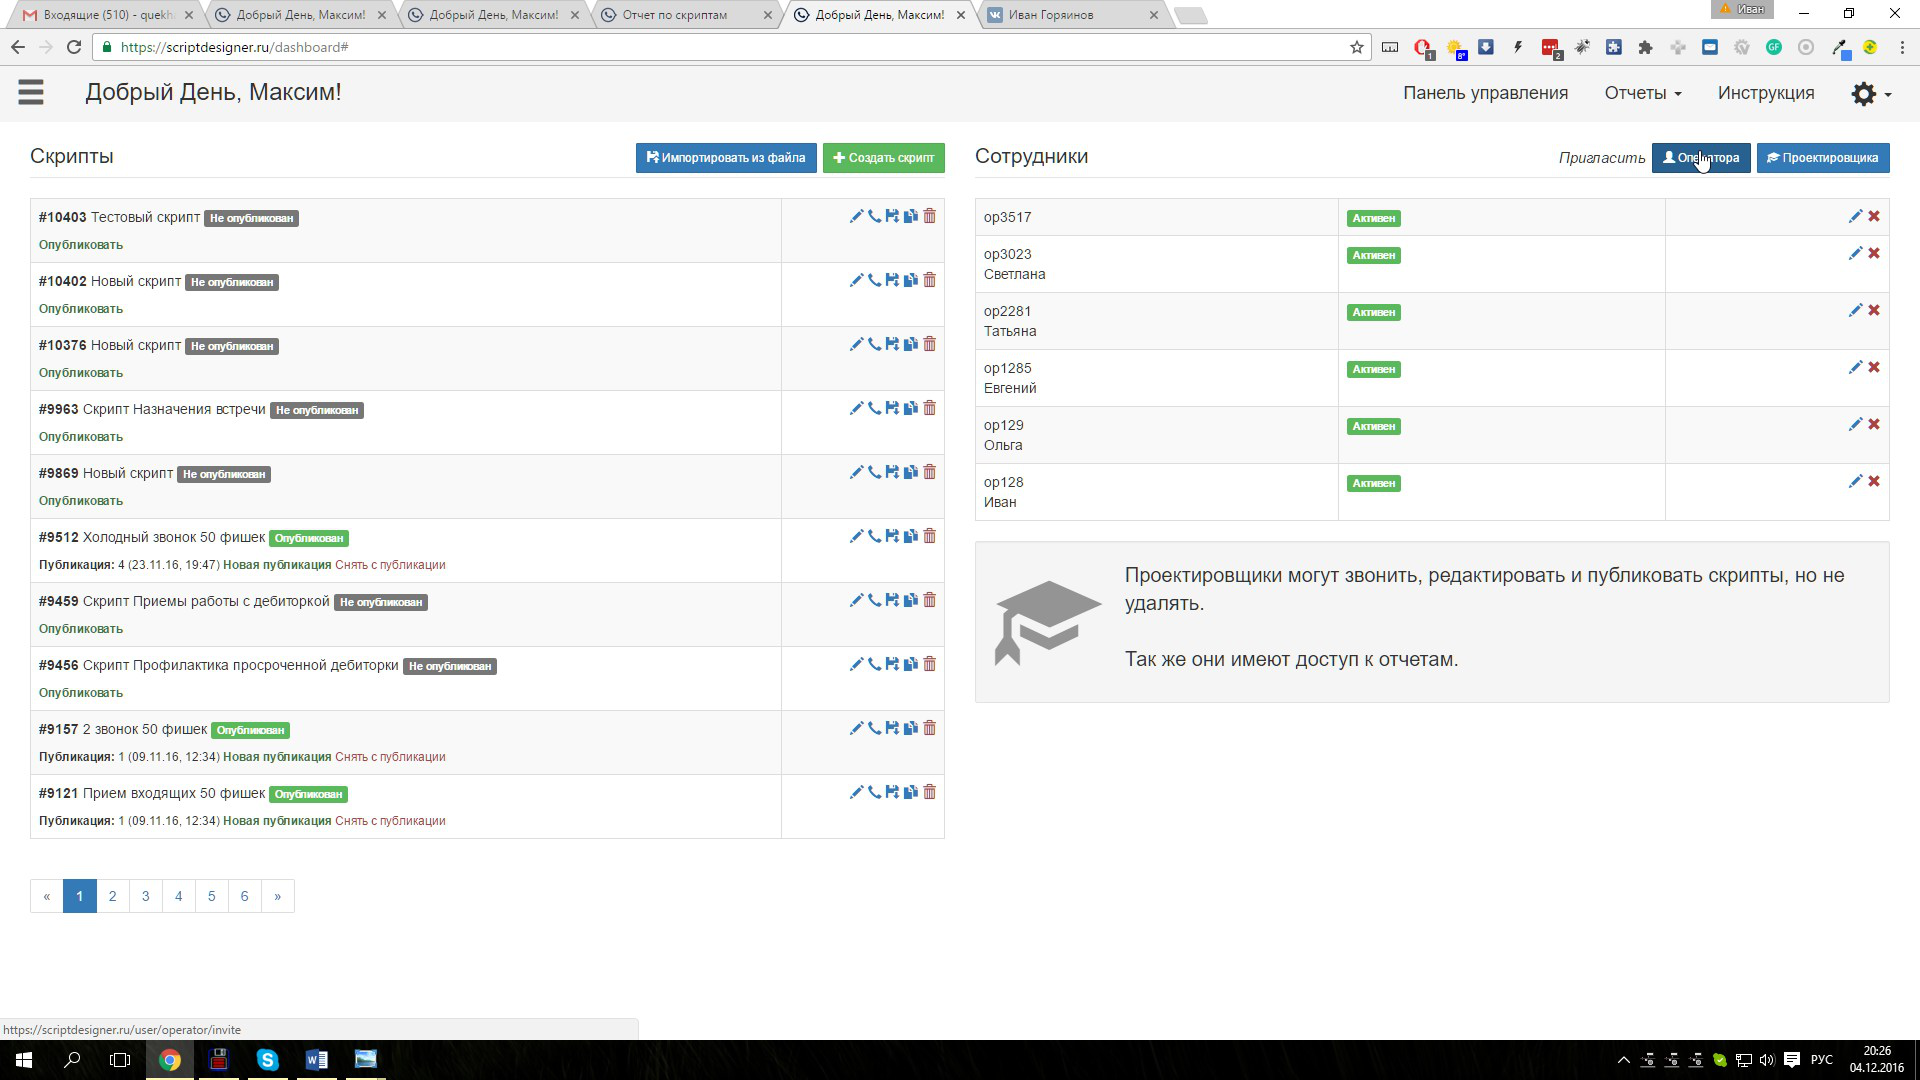 Входящие (510) - quekh
Добрый День, Максим!
Добрый День, Максим!
Отчет по скриптам
Добрый День, Максим!
Иван Горяинов
Иван
https://scriptdesigner.ru/dashboard#
Добрый День, Максим!
Панель управления
Отчеты
Инструкция
Скрипты
Импортировать из файла
Создать скрипт
#10403 Тестовый скрипт Не опубликован
Опубликовать
#10402 Новый скрипт Не опубликован
Опубликовать
#10376 Новый скрипт Не опубликован
Опубликовать
#9963 Скрипт Назначения встречи Не опубликован
Опубликовать
#9869 Новый скрипт Не опубликован
Опубликовать
#9512 Холодный звонок 50 фишек Опубликован
Публикация: 4 (23.11.16, 19:47) Новая публикация Снять с публикации
#9459 Скрипт Приемы работы с дебиторкой Не опубликован
Опубликовать
#9456 Скрипт Профилактика просроченной дебиторки Не опубликован
Опубликовать
#9157 2 звонок 50 фишек Опубликован
Публикация: 1 (09.11.16, 12:34) Новая публикация Снять с публикации
#9121 Прием входящих 50 фишек Опубликован
Публикация: 1 (09.11.16, 12:34) Новая публикация Снять с публикации
« 1 2 3 4 5 6 »
Сотрудники
Пригласить
Проектировщика
op3517 Активен
op3023 Активен
Светлана
op2281 Активен
Татьяна
op1285 Активен
Евгений
op129 Активен
Ольга
op128 Активен
Иван
Проектировщики могут звонить, редактировать и публиковать скрипты, но не
удалять.
Так же они имеют доступ к отчетам.
https://scriptdesigner.ru/user/operator/invite
РУС
20:26
04.12.2016